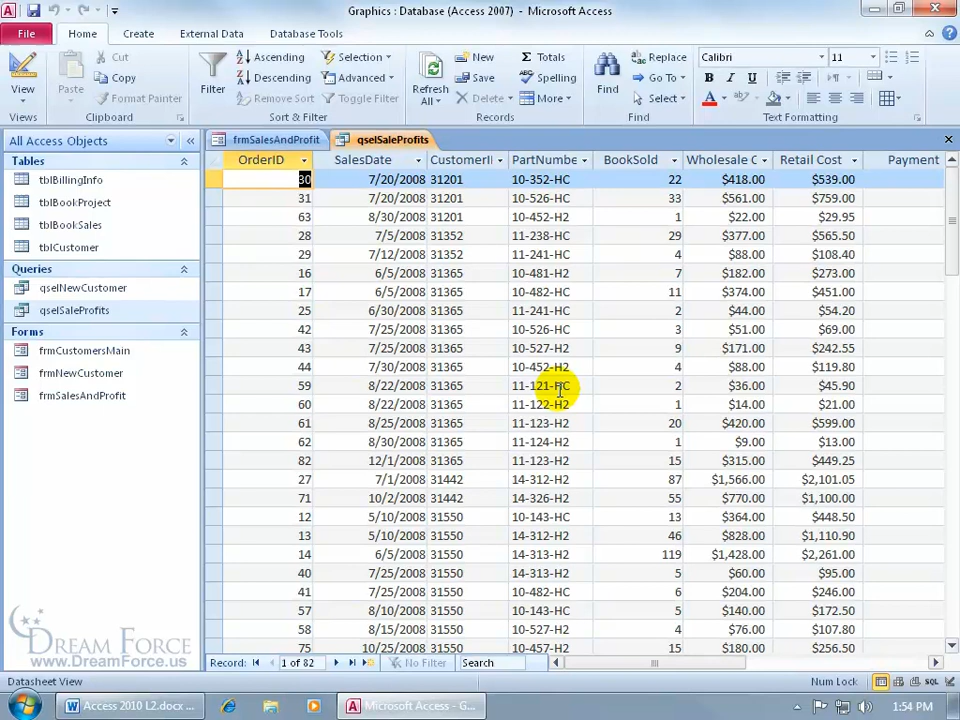 Graphics : Database (Access 2007) - Microsoft Access
File Home Create External Data Database Tools
View Paste Cut Copy Format Painter Filter Ascending Descending Remove Sort Selection Advanced Toggle Filter Refresh All New Save Delete Totals Spelling More Find Replace Go To Select Calibri 11 B I U
Views Clipboard Sort & Filter Records Find Text Formatting
All Access Objects
frmSalesAndProfit qselSaleProfits
Tables
tblBillingInfo
tblBookProject
tblBookSales
tblCustomer
Queries
qselNewCustomer
qselSaleProfits
Forms
frmCustomersMain
frmNewCustomer
frmSalesAndProfit
OrderID SalesDate CustomerI PartNumbe BookSold Wholesale C Retail Cost Payment
30 7/20/2008 31201 10-352-HC 22 $418.00 $539.00
31 7/20/2008 31201 10-526-HC 33 $561.00 $759.00
63 8/30/2008 31201 10-452-H2 1 $22.00 $29.95
28 7/5/2008 31352 11-238-HC 29 $377.00 $565.50
29 7/12/2008 31352 11-241-HC 4 $88.00 $108.40
16 6/5/2008 31365 10-481-H2 7 $182.00 $273.00
17 6/5/2008 31365 10-482-HC 11 $374.00 $451.00
25 6/30/2008 31365 11-241-HC 2 $44.00 $54.20
42 7/25/2008 31365 10-526-HC 3 $51.00 $69.00
43 7/25/2008 31365 10-527-H2 9 $171.00 $242.55
44 7/30/2008 31365 10-452-H2 4 $88.00 $119.80
59 8/22/2008 31365 11-121-HC 2 $36.00 $45.90
60 8/22/2008 31365 11-122-H2 1 $14.00 $21.00
61 8/25/2008 31365 11-123-H2 20 $420.00 $599.00
62 8/30/2008 31365 11-124-H2 1 $9.00 $13.00
82 12/1/2008 31365 11-123-H2 15 $315.00 $449.25
27 7/1/2008 31442 14-312-H2 87 $1,566.00 $2,101.05
71 10/2/2008 31442 14-326-H2 55 $770.00 $1,100.00
12 5/10/2008 31550 10-143-HC 13 $364.00 $448.50
13 5/10/2008 31550 14-312-H2 46 $828.00 $1,110.90
14 6/5/2008 31550 14-313-H2 119 $1,428.00 $2,261.00
40 7/25/2008 31550 14-313-H2 5 $60.00 $95.00
41 7/25/2008 31550 10-482-HC 6 $204.00 $246.00
57 8/10/2008 31550 10-143-HC 5 $140.00 $172.50
58 8/15/2008 31550 10-527-H2 4 $76.00 $107.80
75 10/25/2008 31550 10-457-H2 15 $180.00 $256.50
DREAM FORCE
www.DreamForce.us
Record: 1 of 82 No Filter Search
Datasheet View Num Lock SQL
Access 2010 L2.docx ... Microsoft Access - G... 1:54 PM